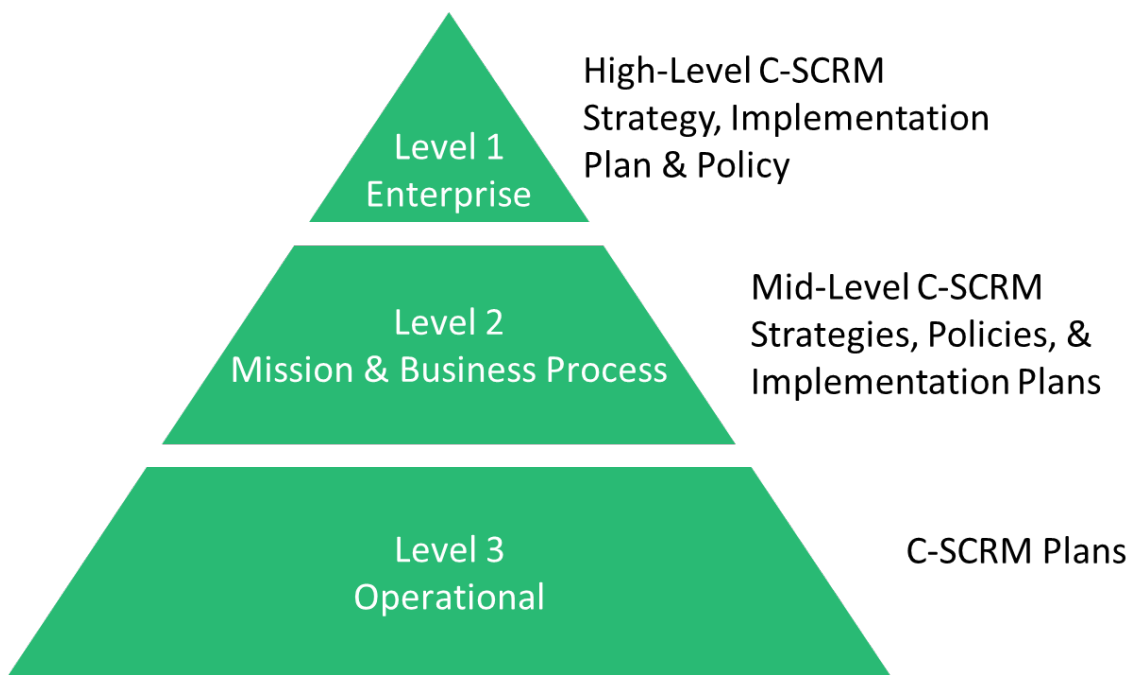 Level 1
Enterprise
High-Level C-SCRM
Strategy, Implementation
Plan & Policy
Level 2
Mission & Business Process
Mid-Level C-SCRM
Strategies, Policies, &
Implementation Plans
Level 3
Operational
C-SCRM Plans